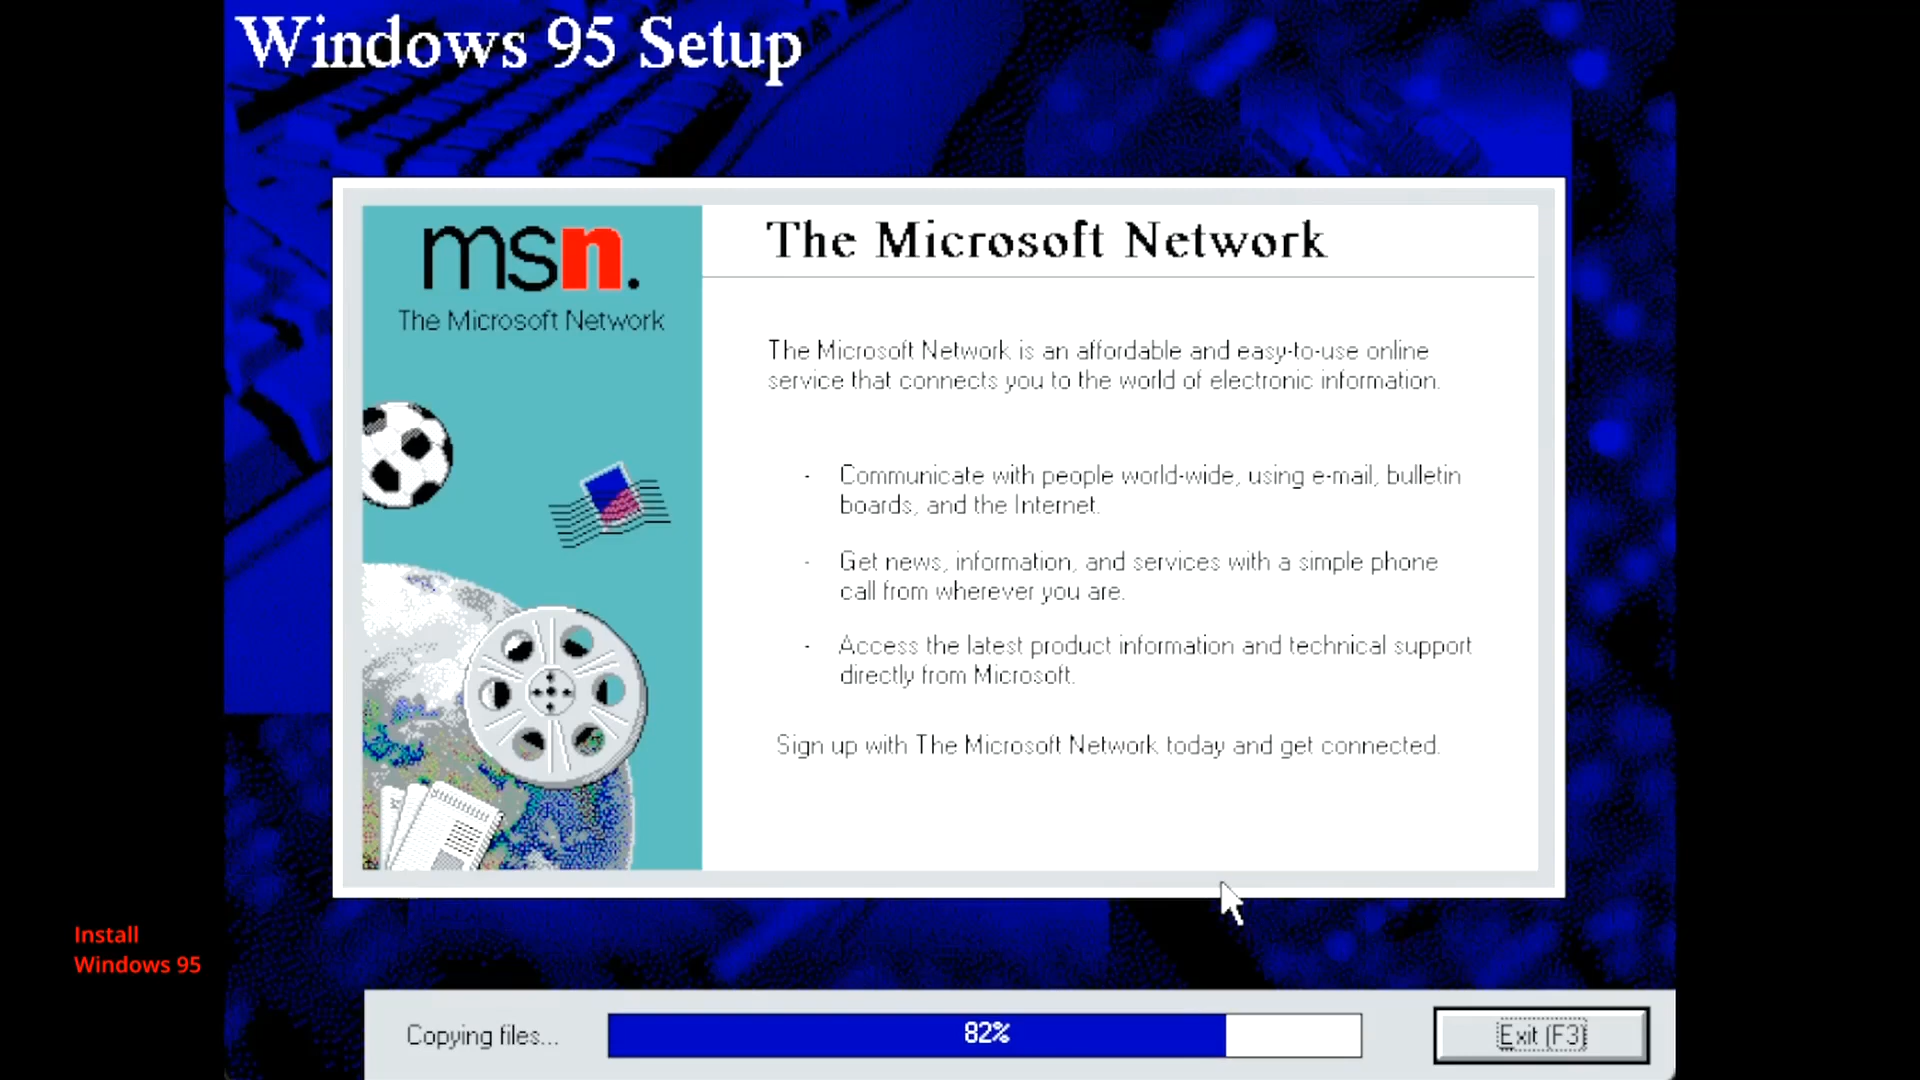 Windows 95 Setup
msn.
The Microsoft Network
The Microsoft Network
The Microsoft Network is an affordable and easy-to-use online
service that connects you to the world of electronic information.
- Communicate with people world-wide, using e-mail, bulletin
boards, and the Internet.
- Get news, information, and services with a simple phone
call from wherever you are.
- Access the latest product information and technical support
directly from Microsoft.
Sign up with The Microsoft Network today and get connected.
Install
Windows 95
Copying files...
82%
Exit (F3)